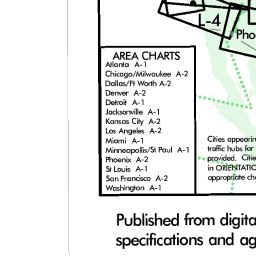 L-4
Pho
AREA CHARTS
Atlanta A-1
Chicago/Milwaukee A-2
Dallas/Ft Worth A-2
Denver A-2
Detroit A-1
Jacksonville A-1
Kansas City A-2
Los Angeles A-2
Miami A-1
Minneapolis/St Paul A-1
Phoenix A-2
St Louis A-1
San Francisco A-2
Washington A-1
Cities appearin
traffic hubs for
provided. Citie
in ORIENTATIO
appropriate cha
Published from digita
specifications and ag